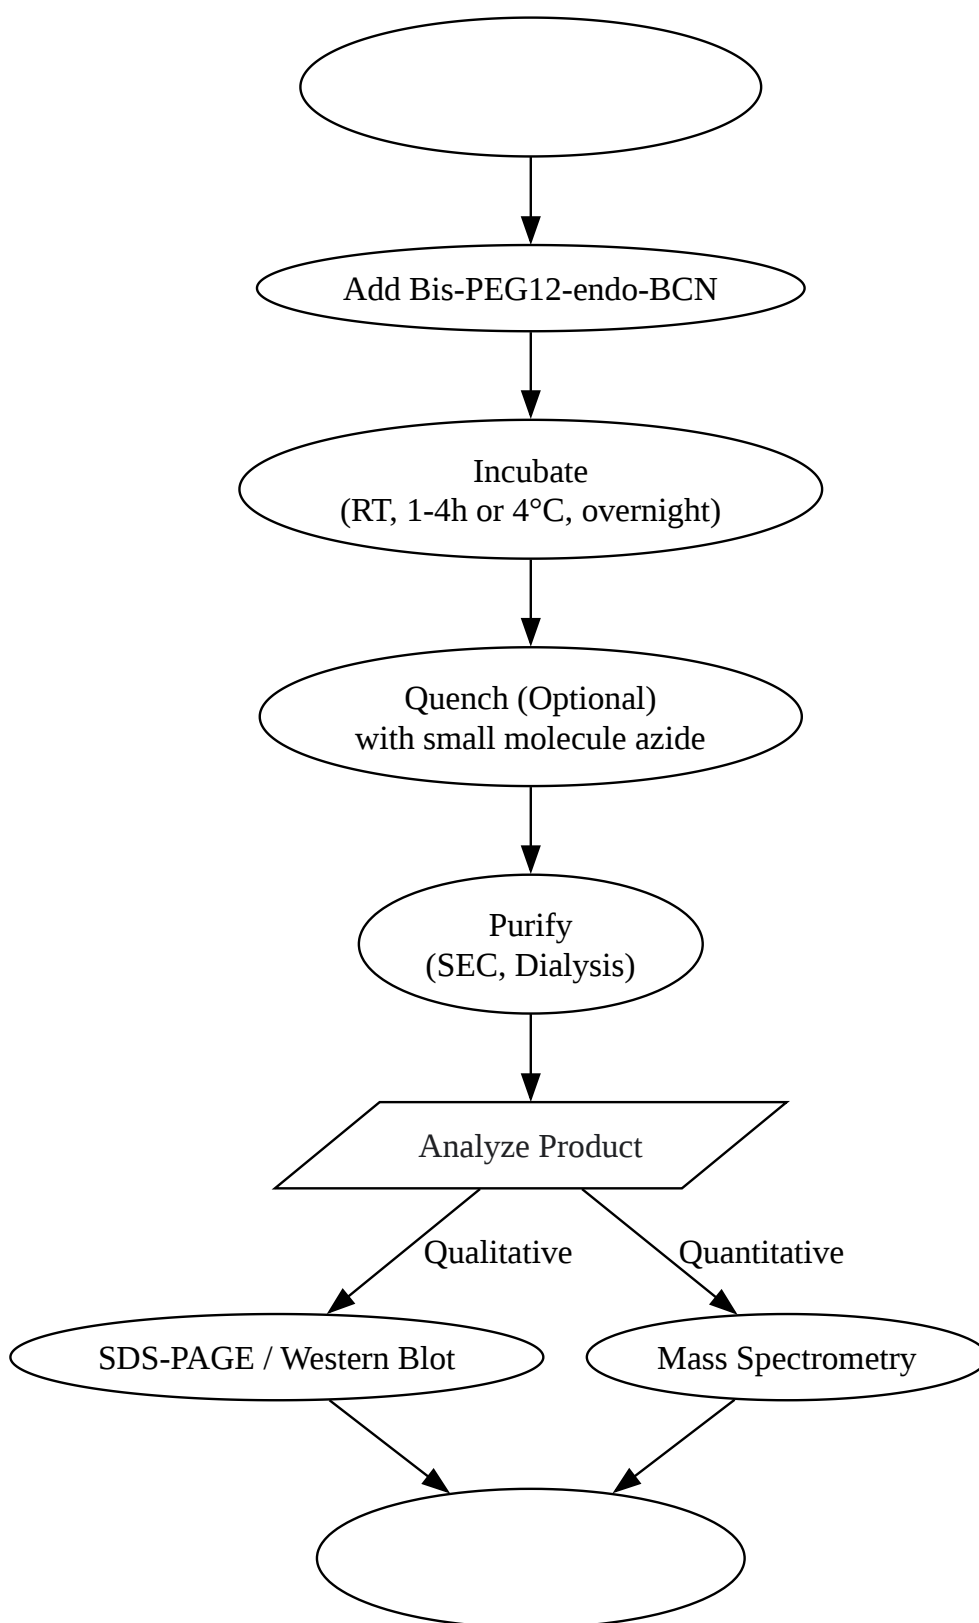 Add Bis-PEG12-endo-BCN
Incubate
(RT, 1-4h or 4°C, overnight)
Quench (Optional)
with small molecule azide
Purify
(SEC, Dialysis)
Analyze Product
Qualitative
Quantitative
SDS-PAGE / Western Blot
Mass Spectrometry